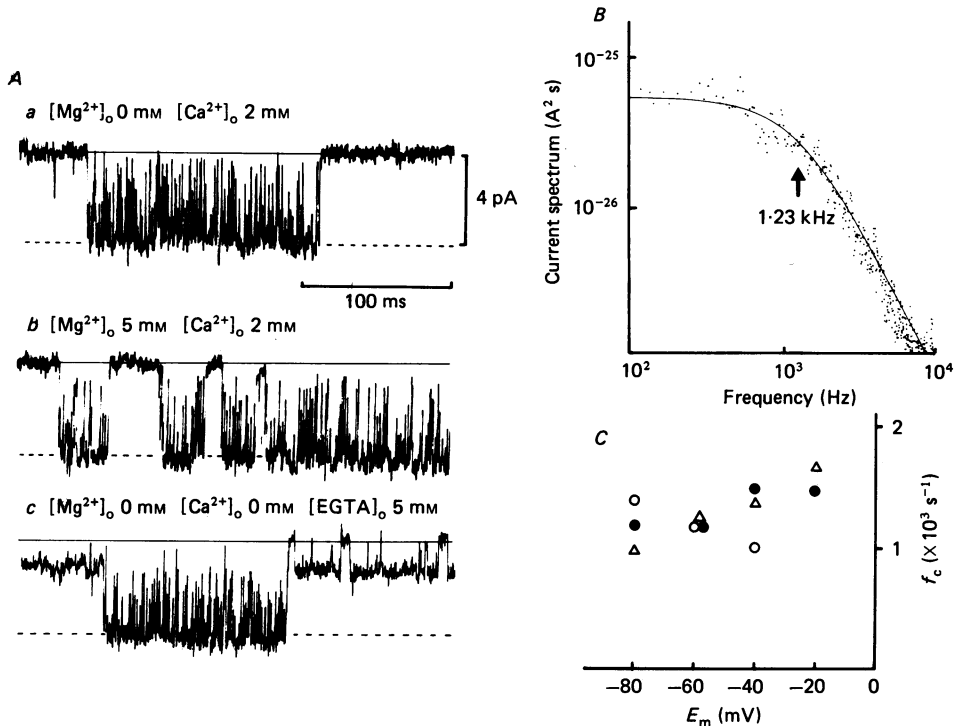 A
a [Mg²⁺]ₒ 0 mM [Ca²⁺]ₒ 2 mM
4 pA
100 ms
b [Mg²⁺]ₒ 5 mM [Ca²⁺]ₒ 2 mM
c [Mg²⁺]ₒ 0 mM [Ca²⁺]ₒ 0 mM [EGTA]ₒ 5 mM
B
Current spectrum (A² s)
10⁻²⁵
10⁻²⁶
1·23 kHz
10² 10³ 10⁴
Frequency (Hz)
C
2
1
f_c (× 10³ s⁻¹)
−80 −60 −40 −20 0
E_m (mV)